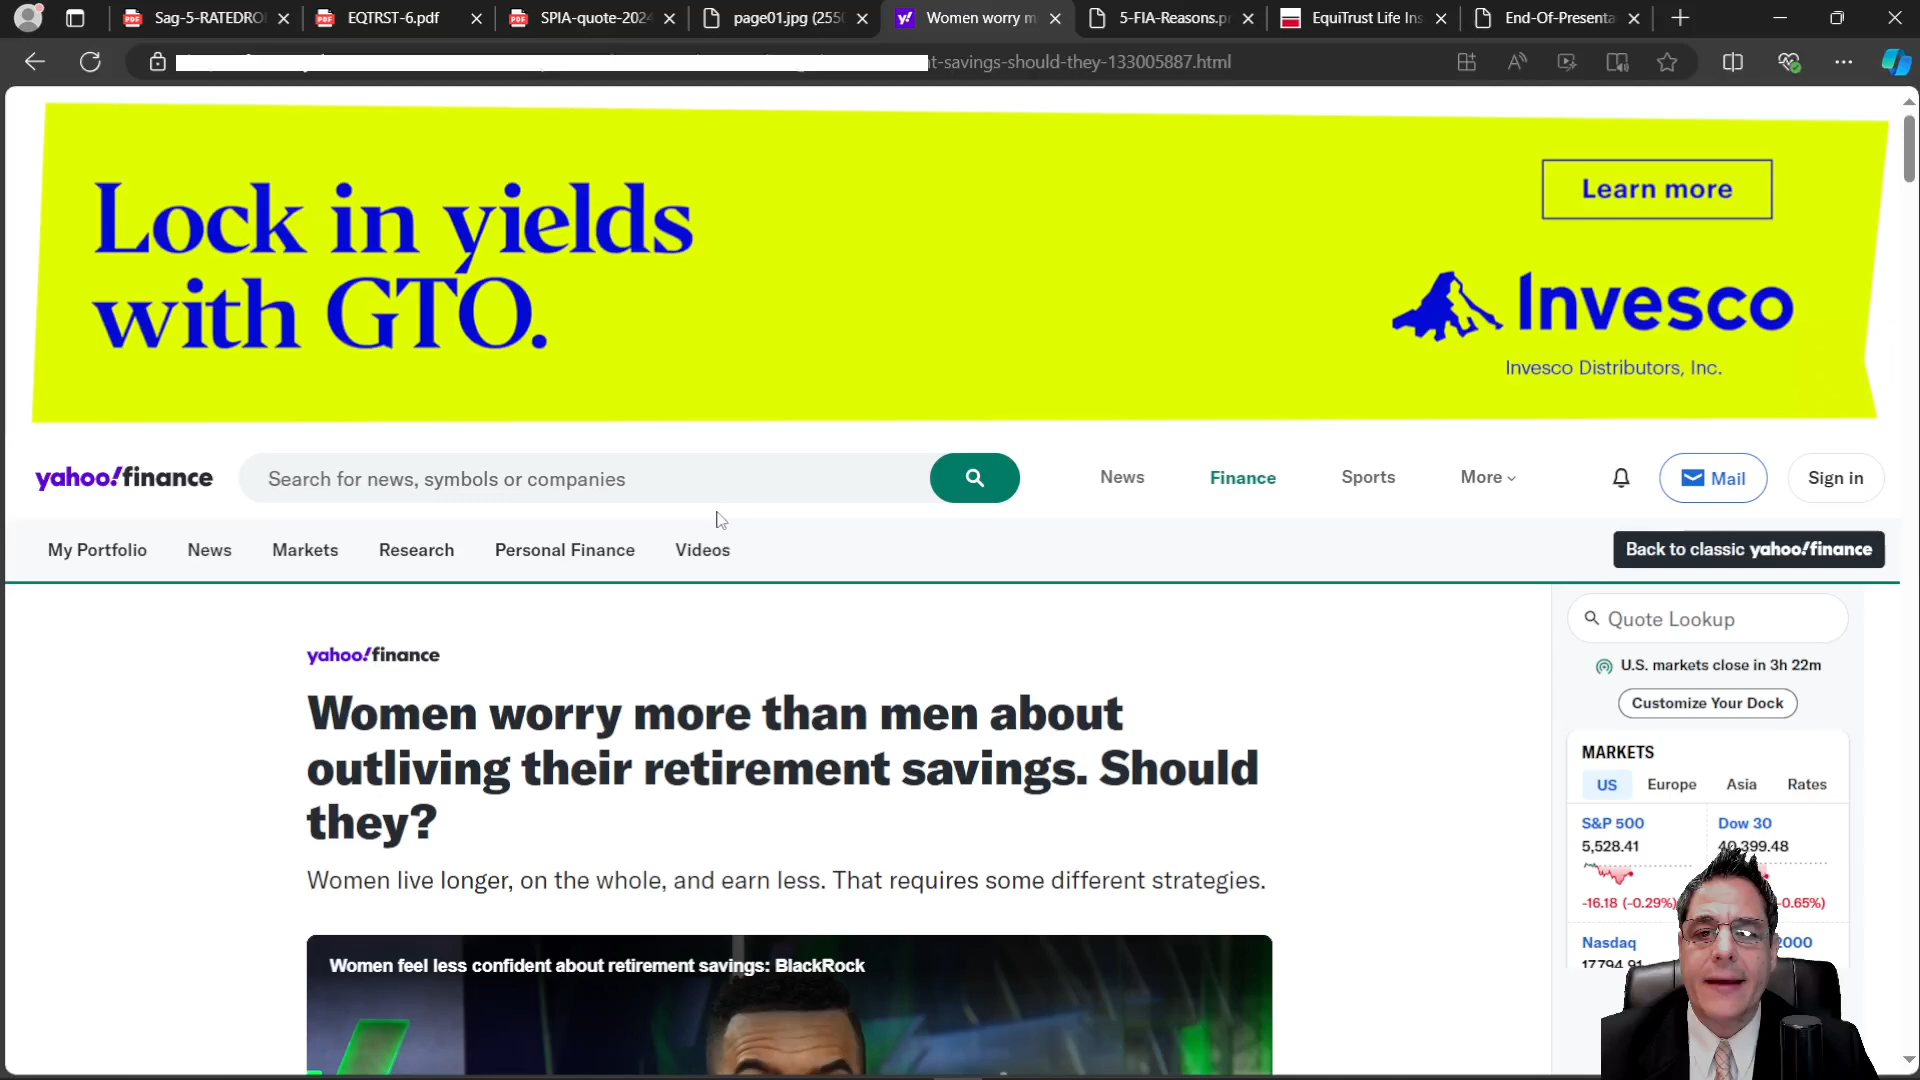 Sag-5-RATEDRO
EQTRST-6.pdf
SPIA-quote-2024
page01.jpg (2550
Women worry m
5-FIA-Reasons.p
EquiTrust Life Ins
End-Of-Presenta
t-savings-should-they-133005887.html
Lock in yields
with GTO.
Learn more
Invesco
Invesco Distributors, Inc.
yahoo!finance
Search for news, symbols or companies
News
Finance
Sports
More
Mail
Sign in
My Portfolio
News
Markets
Research
Personal Finance
Videos
Back to classic yahoo!finance
yahoo!finance
Women worry more than men about
outliving their retirement savings. Should
they?
Women live longer, on the whole, and earn less. That requires some different strategies.
Women feel less confident about retirement savings: BlackRock
Quote Lookup
U.S. markets close in 3h 22m
Customize Your Dock
MARKETS
US
Europe
Asia
Rates
S&P 500
Dow 30
5,528.41
40,399.48
-16.18 (-0.29%)
-0.65%)
Nasdaq
2000
17,794.91